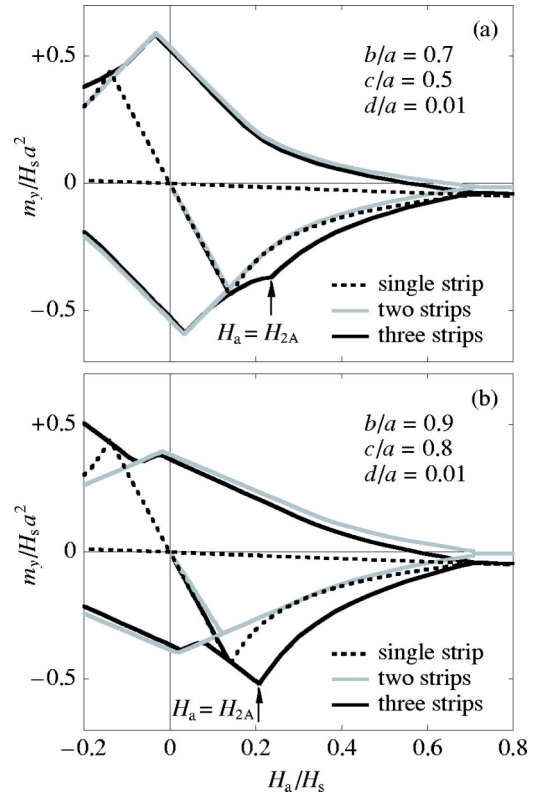 (a)
b/a = 0.7
c/a = 0.5
d/a = 0.01
+0.5
0
−0.5
m_y/H_s a²
single strip
two strips
three strips
H_a = H_2A
(b)
b/a = 0.9
c/a = 0.8
d/a = 0.01
+0.5
0
−0.5
m_y/H_s a²
single strip
two strips
three strips
H_a = H_2A
−0.2 0 0.2 0.4 0.6 0.8
H_a/H_s